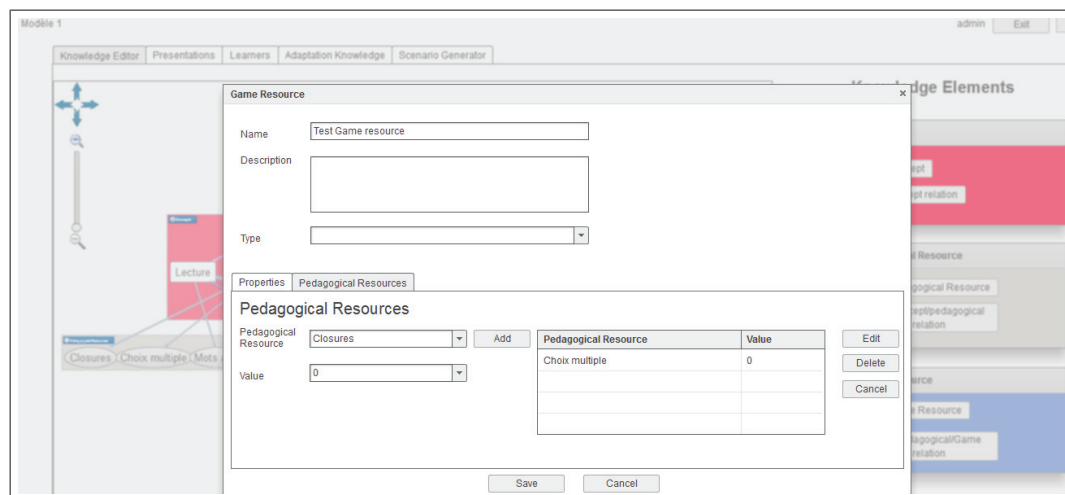 Modèle 1
admin Exit
Knowledge Editor Presentations Learners Adaptation Knowledge Scenario Generator
dge Elements
Game Resource x
Name Test Game resource
Description
Type
Lecture
Closures Choix multiple Mots
ept
ept relation
l Resource
gogical Resource
cept/pedagogical
relation
urce
e Resource
dagogical/Game
relation
Properties Pedagogical Resources
Pedagogical Resources
Pedagogical
Resource Closures Add
Value 0
Pedagogical Resource Value
Choix multiple 0
Edit
Delete
Cancel
Save Cancel